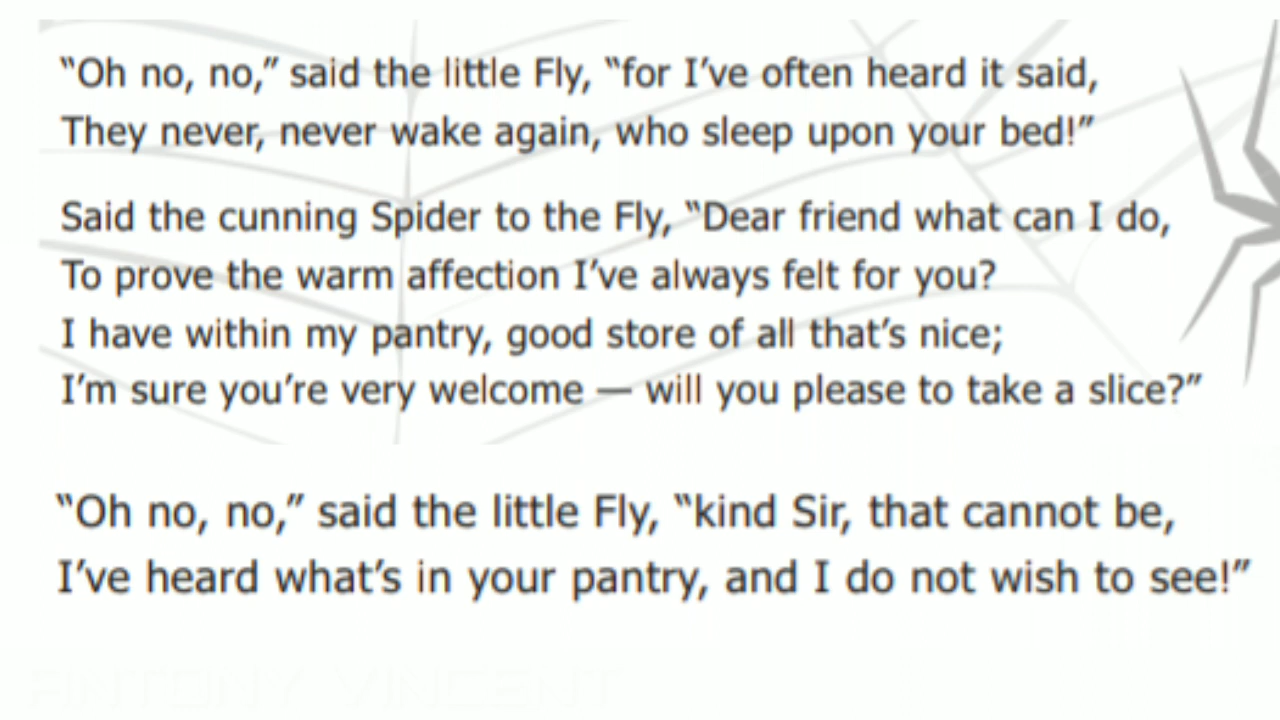 “Oh no, no,” said the little Fly, “for I’ve often heard it said,
They never, never wake again, who sleep upon your bed!”
Said the cunning Spider to the Fly, “Dear friend what can I do,
To prove the warm affection I’ve always felt for you?
I have within my pantry, good store of all that’s nice;
I’m sure you’re very welcome — will you please to take a slice?”
“Oh no, no,” said the little Fly, “kind Sir, that cannot be,
I’ve heard what’s in your pantry, and I do not wish to see!”
ANTONY VINCENT